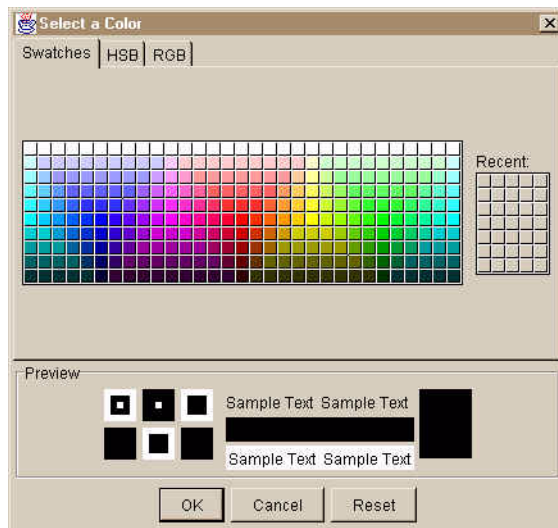 Select a Color
Swatches HSB RGB
Recent:
Preview
Sample Text Sample Text
Sample Text Sample Text
OK Cancel Reset